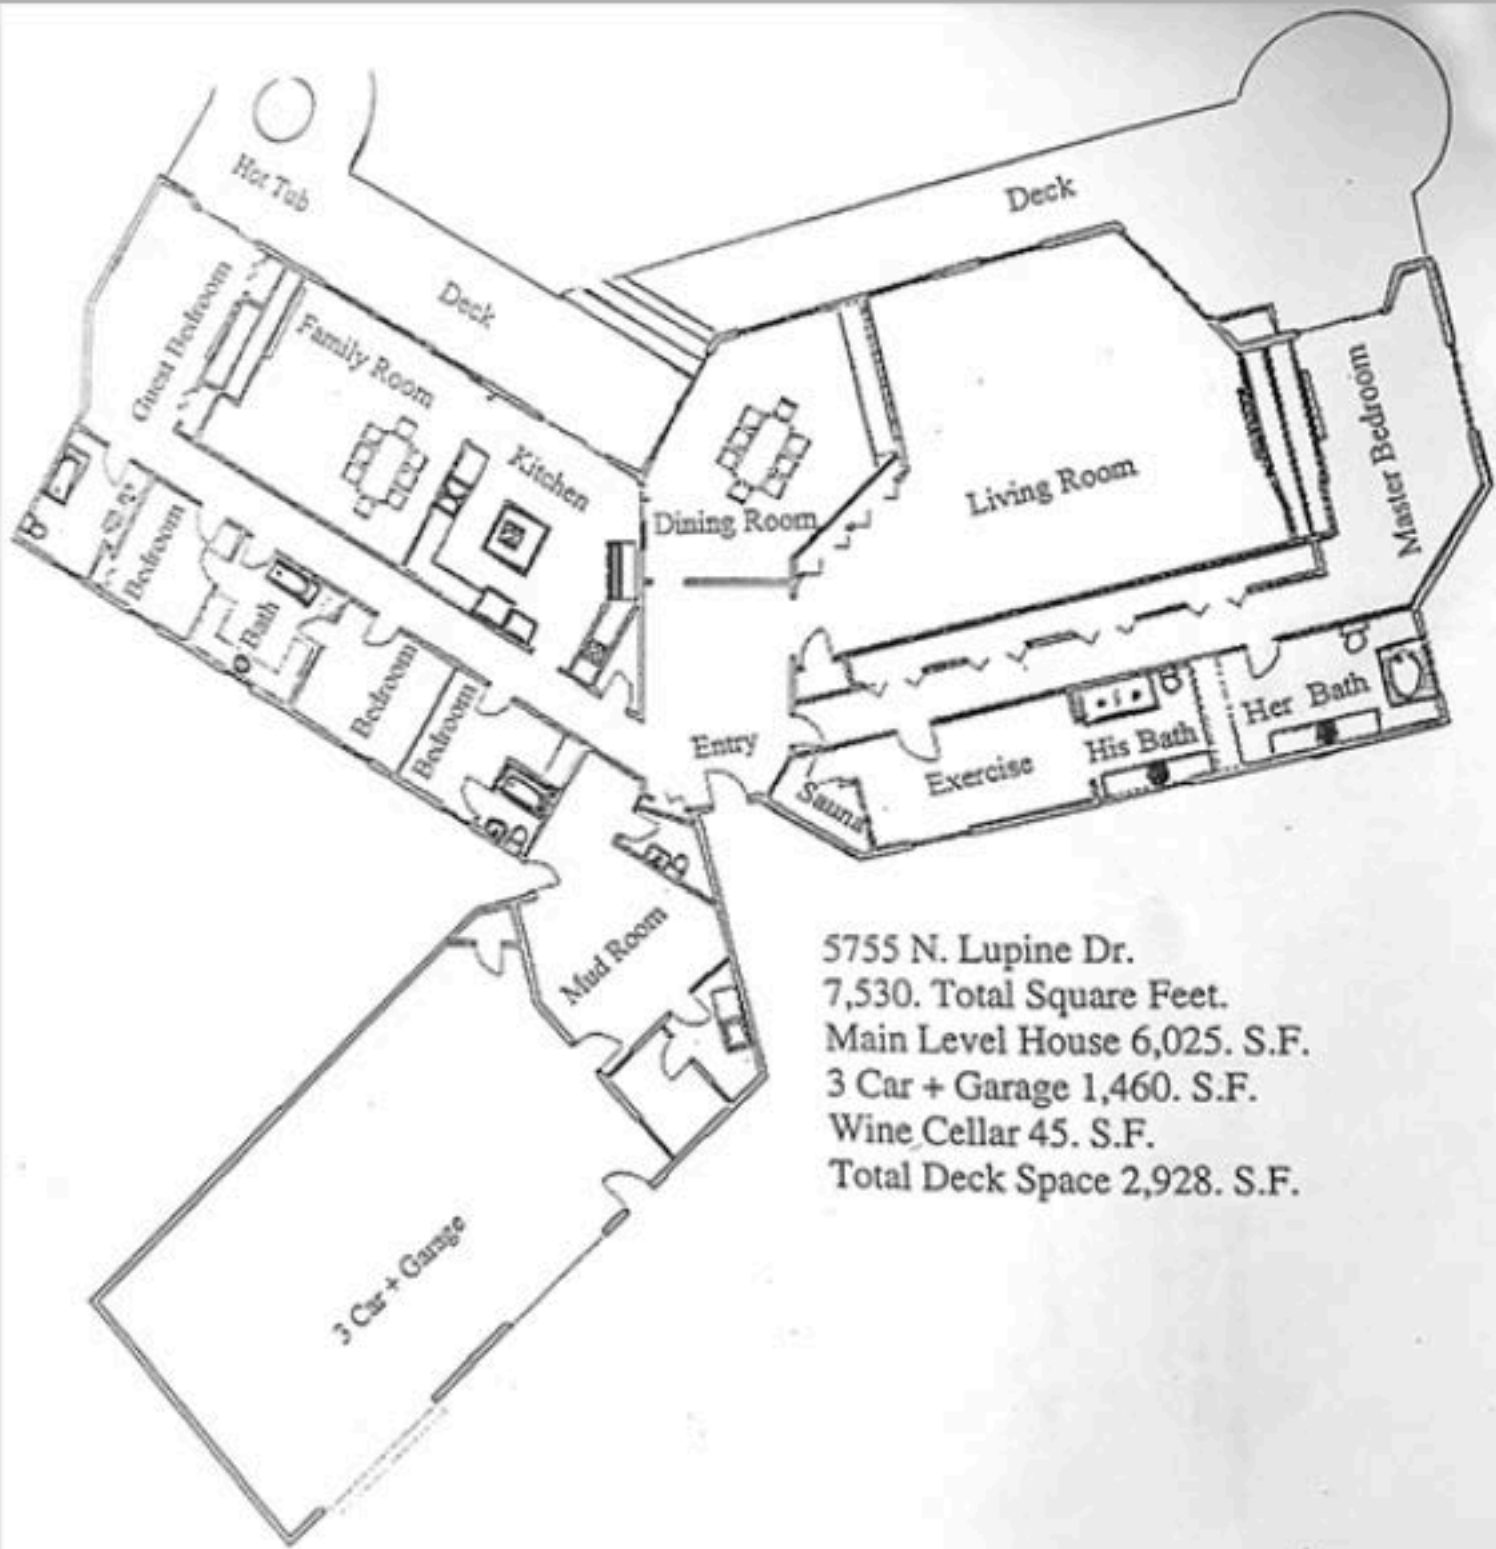 Hot Tub
Deck
Deck
Guest Bedroom
Family Room
Kitchen
Dining Room
Living Room
Master Bedroom
Bedroom
Bath
Bedroom
Bedroom
Entry
Sauna
Exercise
His Bath
Her Bath
Mud Room
3 Car + Garage
5755 N. Lupine Dr.
7,530. Total Square Feet.
Main Level House 6,025. S.F.
3 Car + Garage 1,460. S.F.
Wine Cellar 45. S.F.
Total Deck Space 2,928. S.F.